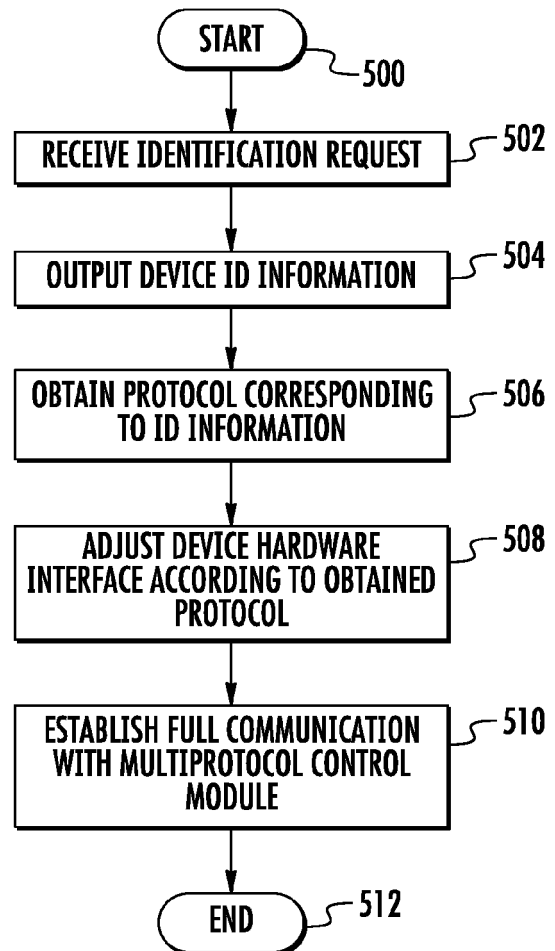 START
500
RECEIVE IDENTIFICATION REQUEST
502
OUTPUT DEVICE ID INFORMATION
504
OBTAIN PROTOCOL CORRESPONDING
TO ID INFORMATION
506
ADJUST DEVICE HARDWARE
INTERFACE ACCORDING TO OBTAINED
PROTOCOL
508
ESTABLISH FULL COMMUNICATION
WITH MULTIPROTOCOL CONTROL
MODULE
510
END
512